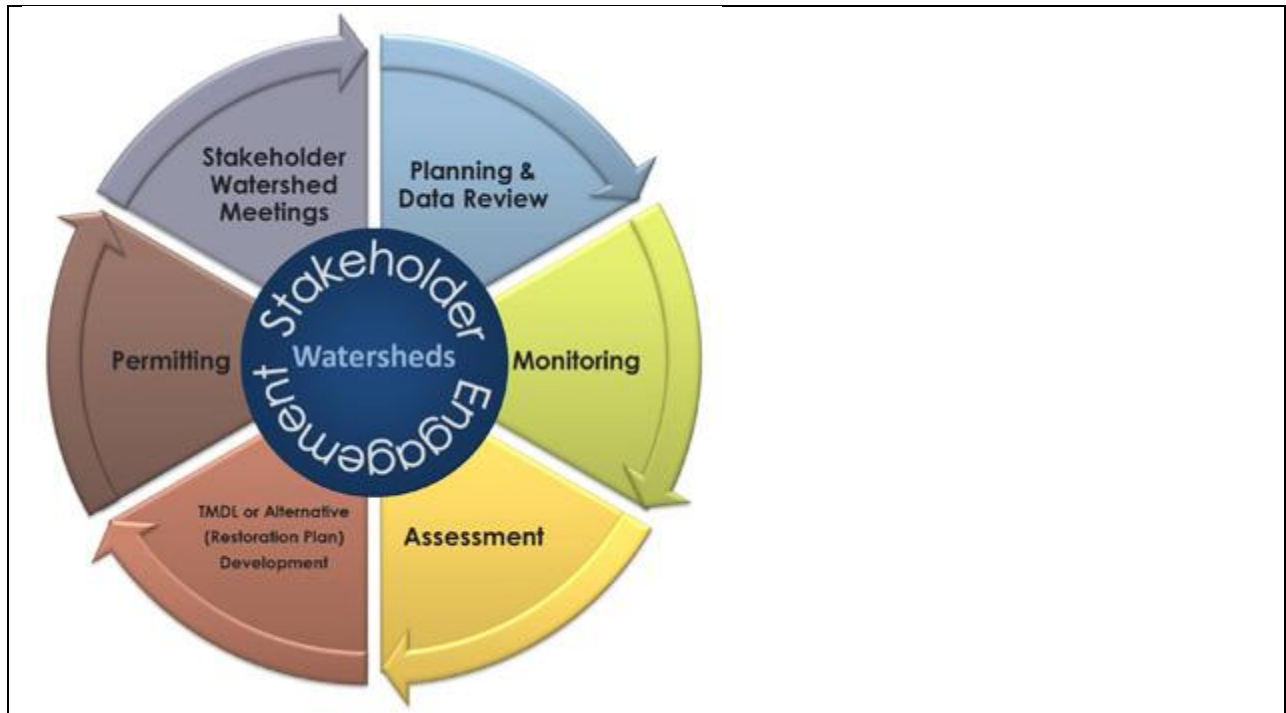 Stakeholder
Watershed
Meetings
Planning &
Data Review
Monitoring
Assessment
TMDL or Alternative
(Restoration Plan)
Development
Permitting
Stakeholder Engagement
Watersheds